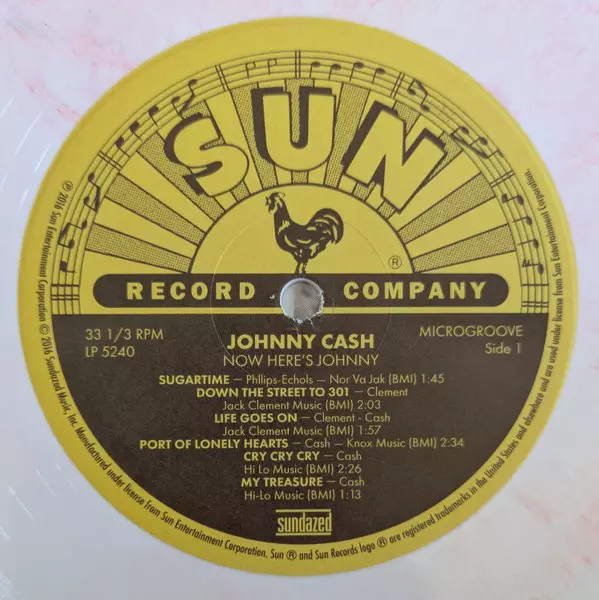 SUN
®
RECORD COMPANY
33 1/3 RPM
LP 5240
MICROGROOVE
Side 1
JOHNNY CASH
NOW HERE'S JOHNNY
SUGARTIME – Phllips-Echols – Nor Va Jak (BMI) 1:45
DOWN THE STREET TO 301 – Clement
Jack Clement Music (BMI) 2:03
LIFE GOES ON – Clement - Cash
Jack Clement Music (BMI) 1:57
PORT OF LONELY HEARTS – Cash – Knox Music (BMI) 2:34
CRY CRY CRY – Cash
Hi Lo Music (BMI) 2:26
MY TREASURE – Cash
Hi-Lo Music (BMI) 1:13
sundazed
℗ 2016 Sun Entertainment Corporation © 2016 Sundazed Music, Inc. Manufactured under license from Sun Entertainment Corporation. Sun ® and Sun Records logo ® are registered trademarks in the United States and elsewhere and are used under license from Sun Entertainment Corporation.